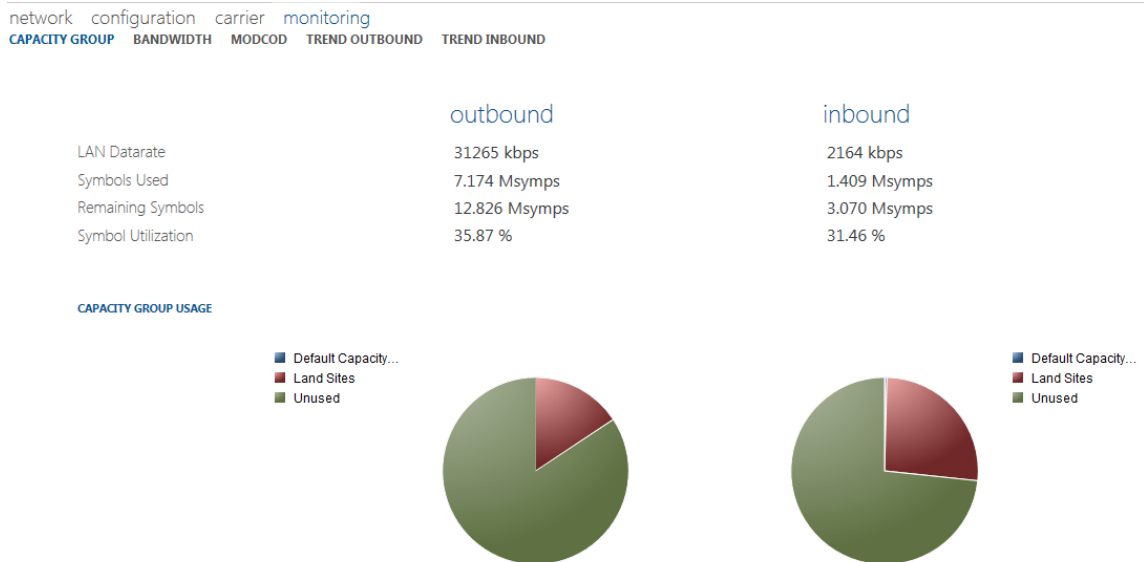 network configuration carrier monitoring
CAPACITY GROUP BANDWIDTH MODCOD TREND OUTBOUND TREND INBOUND
outbound inbound
LAN Datarate 31265 kbps 2164 kbps
Symbols Used 7.174 Msymps 1.409 Msymps
Remaining Symbols 12.826 Msymps 3.070 Msymps
Symbol Utilization 35.87 % 31.46 %
CAPACITY GROUP USAGE
Default Capacity...
Land Sites
Unused
Default Capacity...
Land Sites
Unused